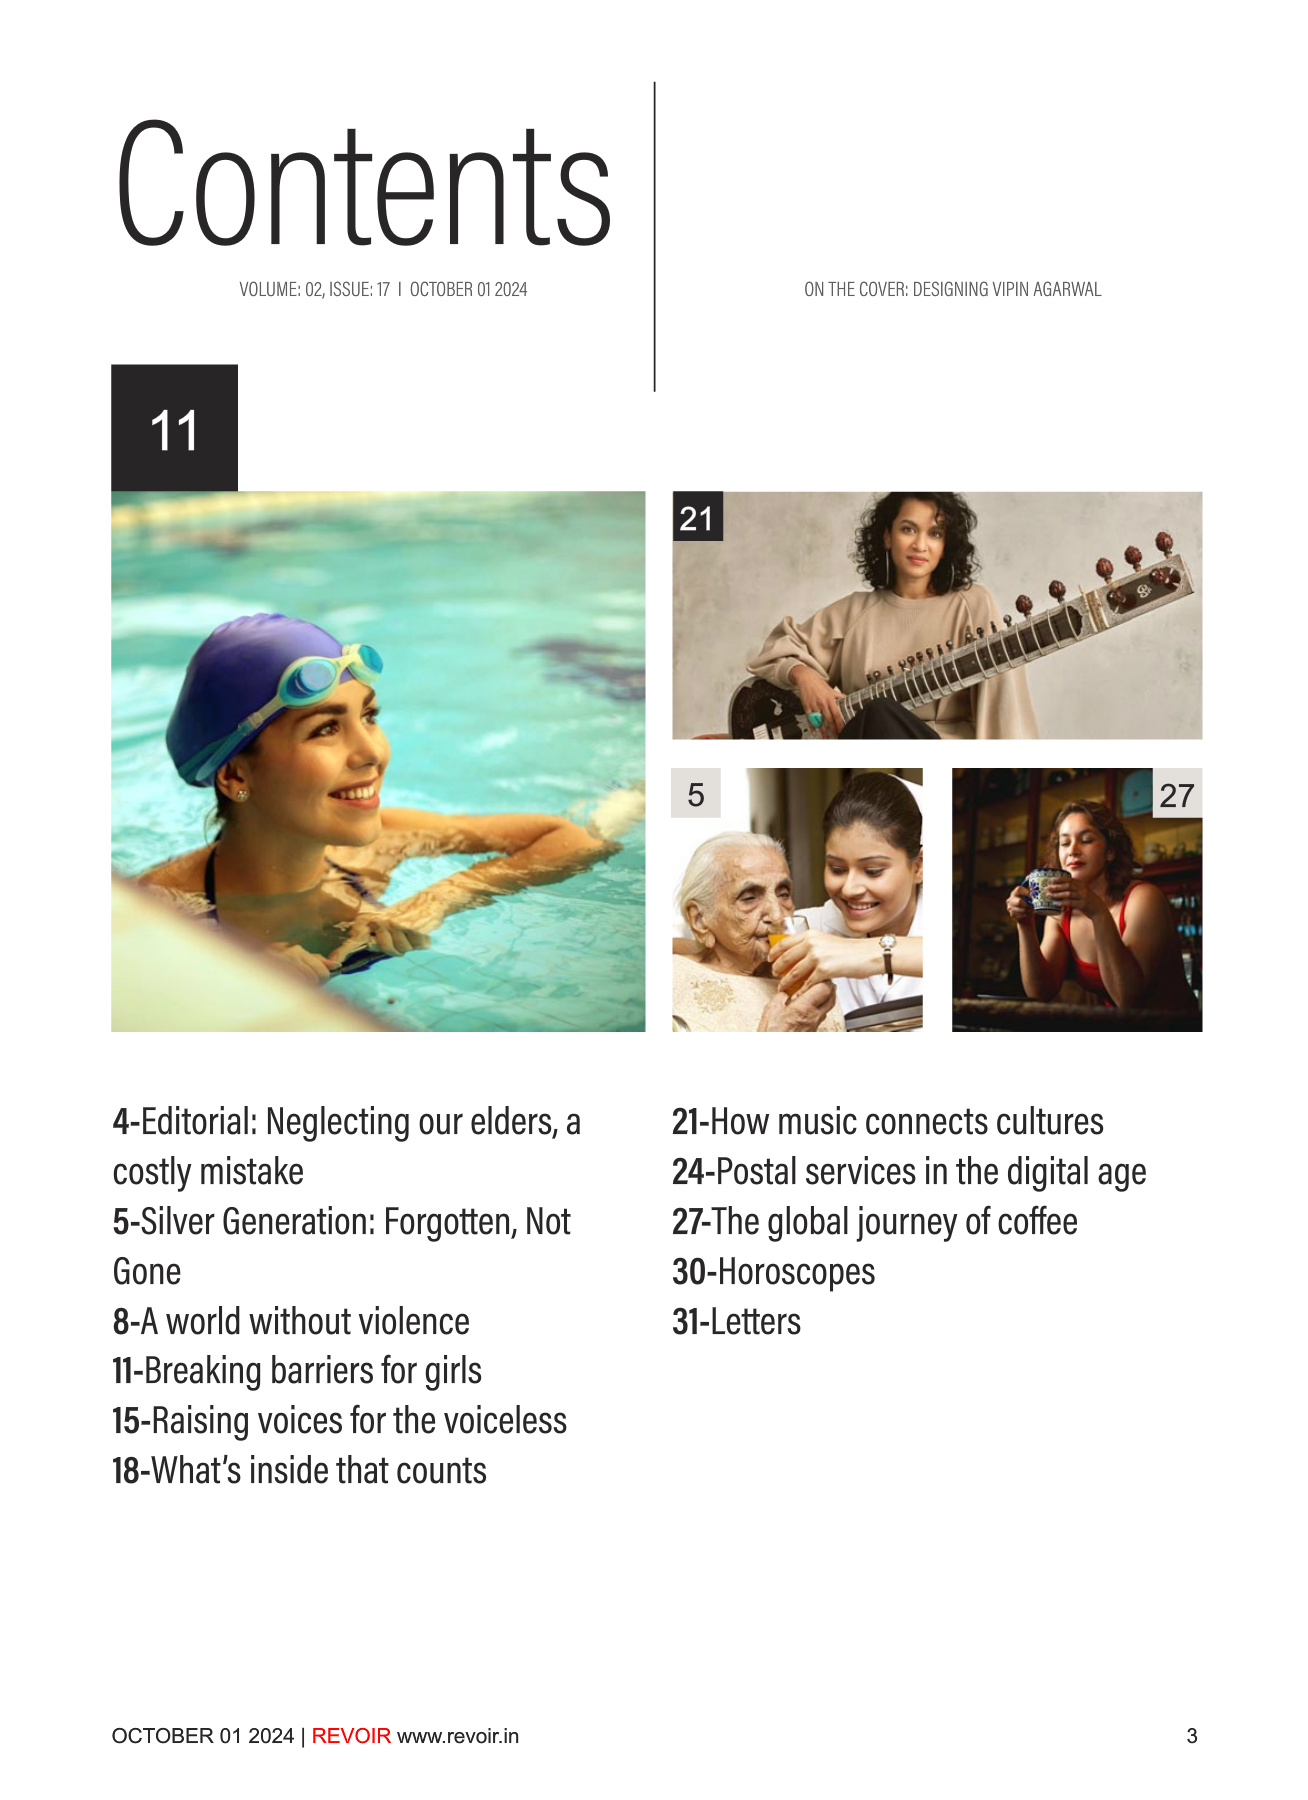 Contents
VOLUME: 02, ISSUE: 17 I OCTOBER 01 2024
ON THE COVER: DESIGNING VIPIN AGARWAL
11
21
5
27
4-Editorial: Neglecting our elders, a
costly mistake
5-Silver Generation: Forgotten, Not
Gone
8-A world without violence
11-Breaking barriers for girls
15-Raising voices for the voiceless
18-What’s inside that counts
21-How music connects cultures
24-Postal services in the digital age
27-The global journey of coffee
30-Horoscopes
31-Letters
OCTOBER 01 2024 | REVOIR www.revoir.in
3